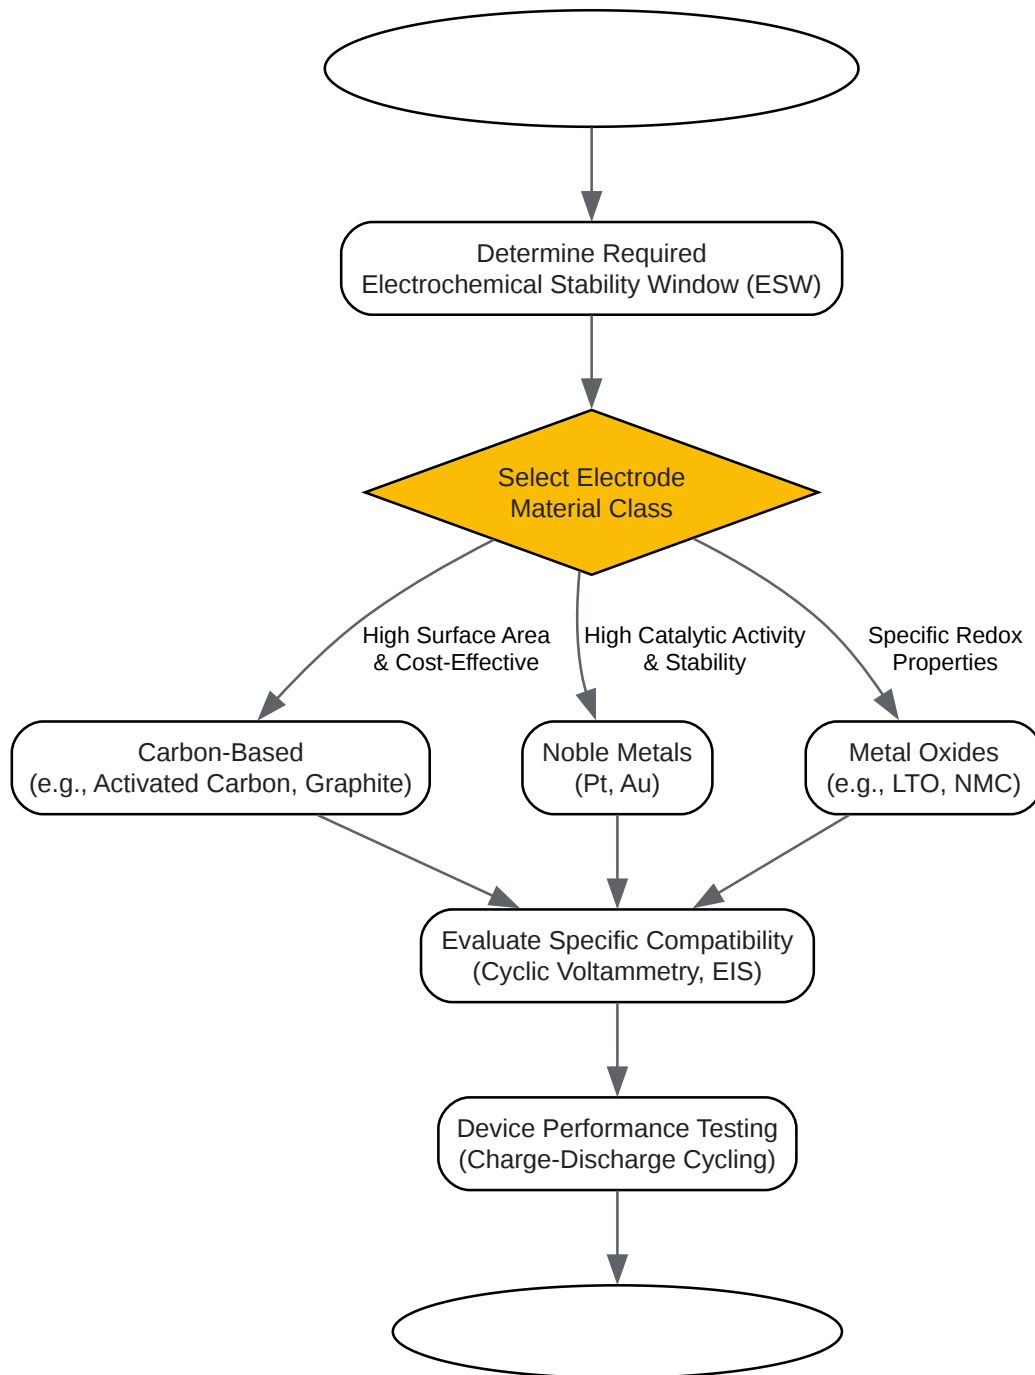 Determine Required
Electrochemical Stability Window (ESW)
Select Electrode
Material Class
High Surface Area
& Cost-Effective
High Catalytic Activity
& Stability
Specific Redox
Properties
Carbon-Based
(e.g., Activated Carbon, Graphite)
Noble Metals
(Pt, Au)
Metal Oxides
(e.g., LTO, NMC)
Evaluate Specific Compatibility
(Cyclic Voltammetry, EIS)
Device Performance Testing
(Charge-Discharge Cycling)